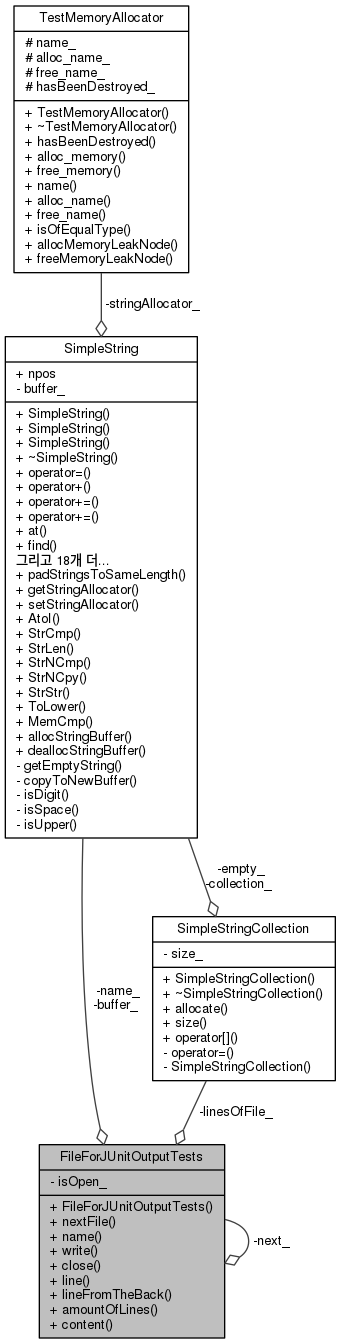 TestMemoryAllocator
# name_
# alloc_name_
# free_name_
# hasBeenDestroyed_
+ TestMemoryAllocator()
+ ~TestMemoryAllocator()
+ hasBeenDestroyed()
+ alloc_memory()
+ free_memory()
+ name()
+ alloc_name()
+ free_name()
+ isOfEqualType()
+ allocMemoryLeakNode()
+ freeMemoryLeakNode()
-stringAllocator_
SimpleString
+ npos
- buffer_
+ SimpleString()
+ SimpleString()
+ SimpleString()
+ ~SimpleString()
+ operator=()
+ operator+()
+ operator+=()
+ operator+=()
+ at()
+ find()
그리고 18개 더...
+ padStringsToSameLength()
+ getStringAllocator()
+ setStringAllocator()
+ AtoI()
+ StrCmp()
+ StrLen()
+ StrNCmp()
+ StrNCpy()
+ StrStr()
+ ToLower()
+ MemCmp()
+ allocStringBuffer()
+ deallocStringBuffer()
- getEmptyString()
- copyToNewBuffer()
- isDigit()
- isSpace()
- isUpper()
-empty_
-collection_
SimpleStringCollection
- size_
+ SimpleStringCollection()
+ ~SimpleStringCollection()
+ allocate()
+ size()
+ operator[]()
- operator=()
- SimpleStringCollection()
-name_
-buffer_
-linesOfFile_
FileForJUnitOutputTests
- isOpen_
+ FileForJUnitOutputTests()
+ nextFile()
+ name()
+ write()
+ close()
+ line()
+ lineFromTheBack()
+ amountOfLines()
+ content()
-next_